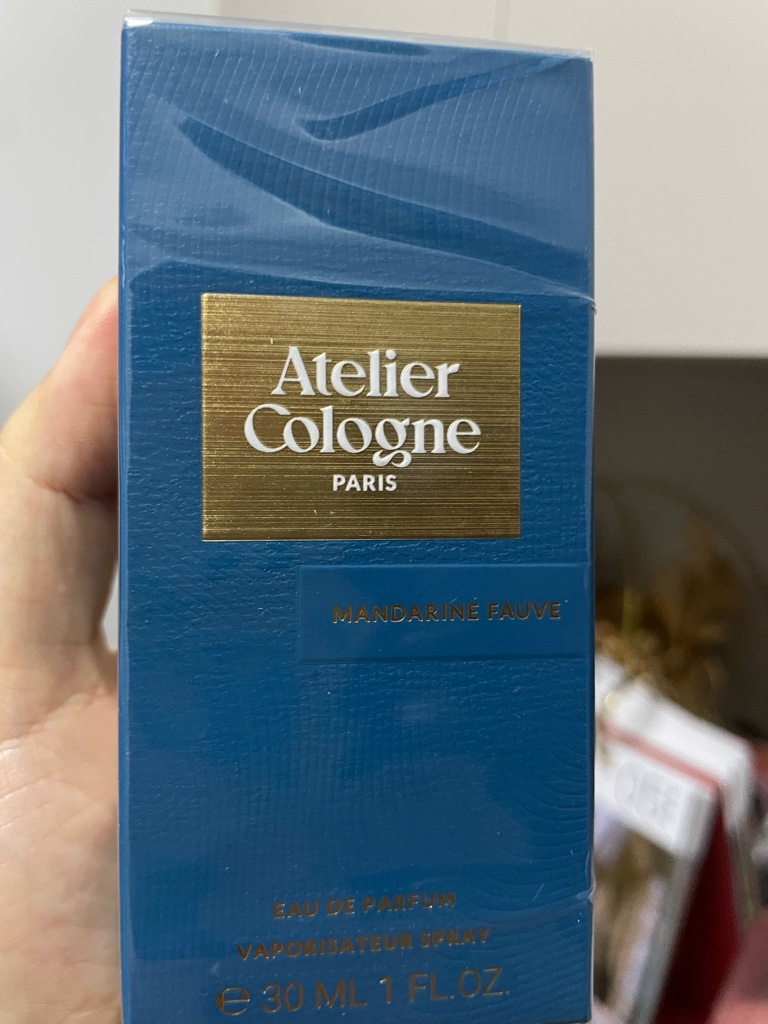 Atelier
Cologne
PARIS
MANDARINE FAUVE
EAU DE PARFUM
VAPORISATEUR SPRAY
℮ 30 ML 1 FL.OZ.